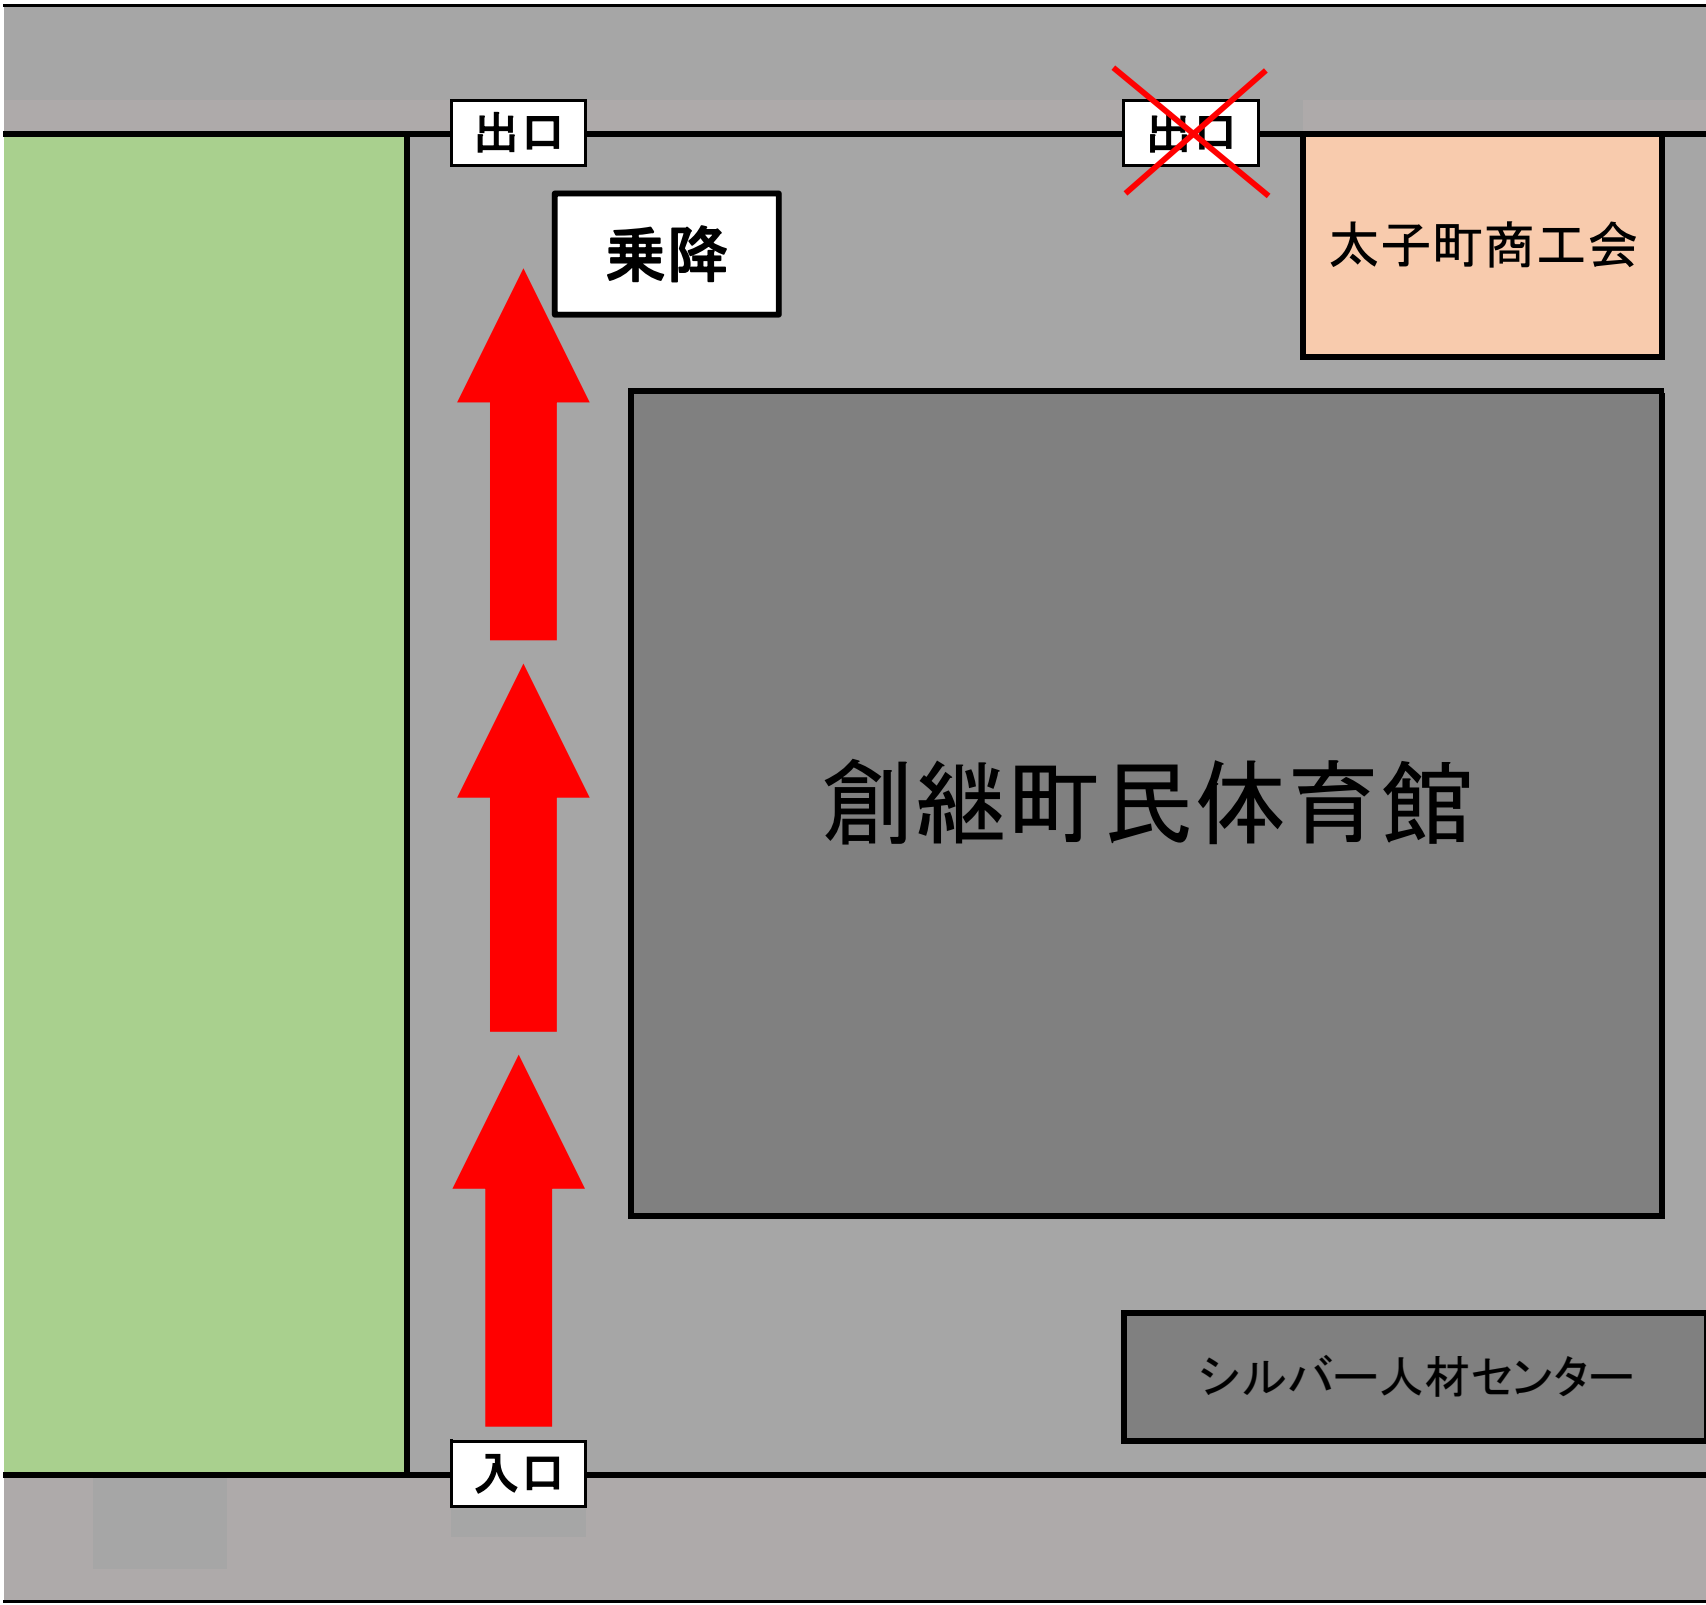 出口
出口
乗降
太子町商工会
創継町民体育館
シルバー人材センター
入口